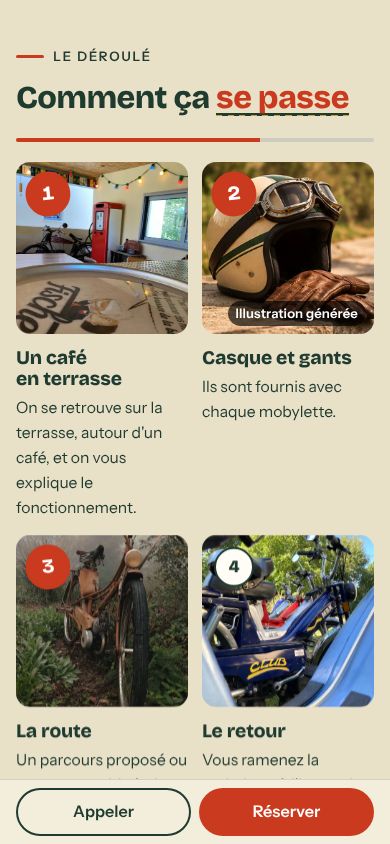 LE DÉROULÉ
Comment ça se passe
1
2
Fische
Illustration générée
Un café
en terrasse
On se retrouve sur la
terrasse, autour d'un
café, et on vous
explique le
fonctionnement.
Casque et gants
Ils sont fournis avec
chaque mobylette.
3
4
CLUB
La route
Un parcours proposé ou
Le retour
Vous ramenez la
Appeler
Réserver